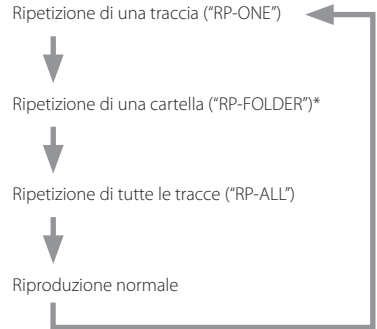 Ripetizione di una traccia (“RP-ONE”)
Ripetizione di una cartella (“RP-FOLDER”)*
Ripetizione di tutte le tracce (“RP-ALL”)
Riproduzione normale